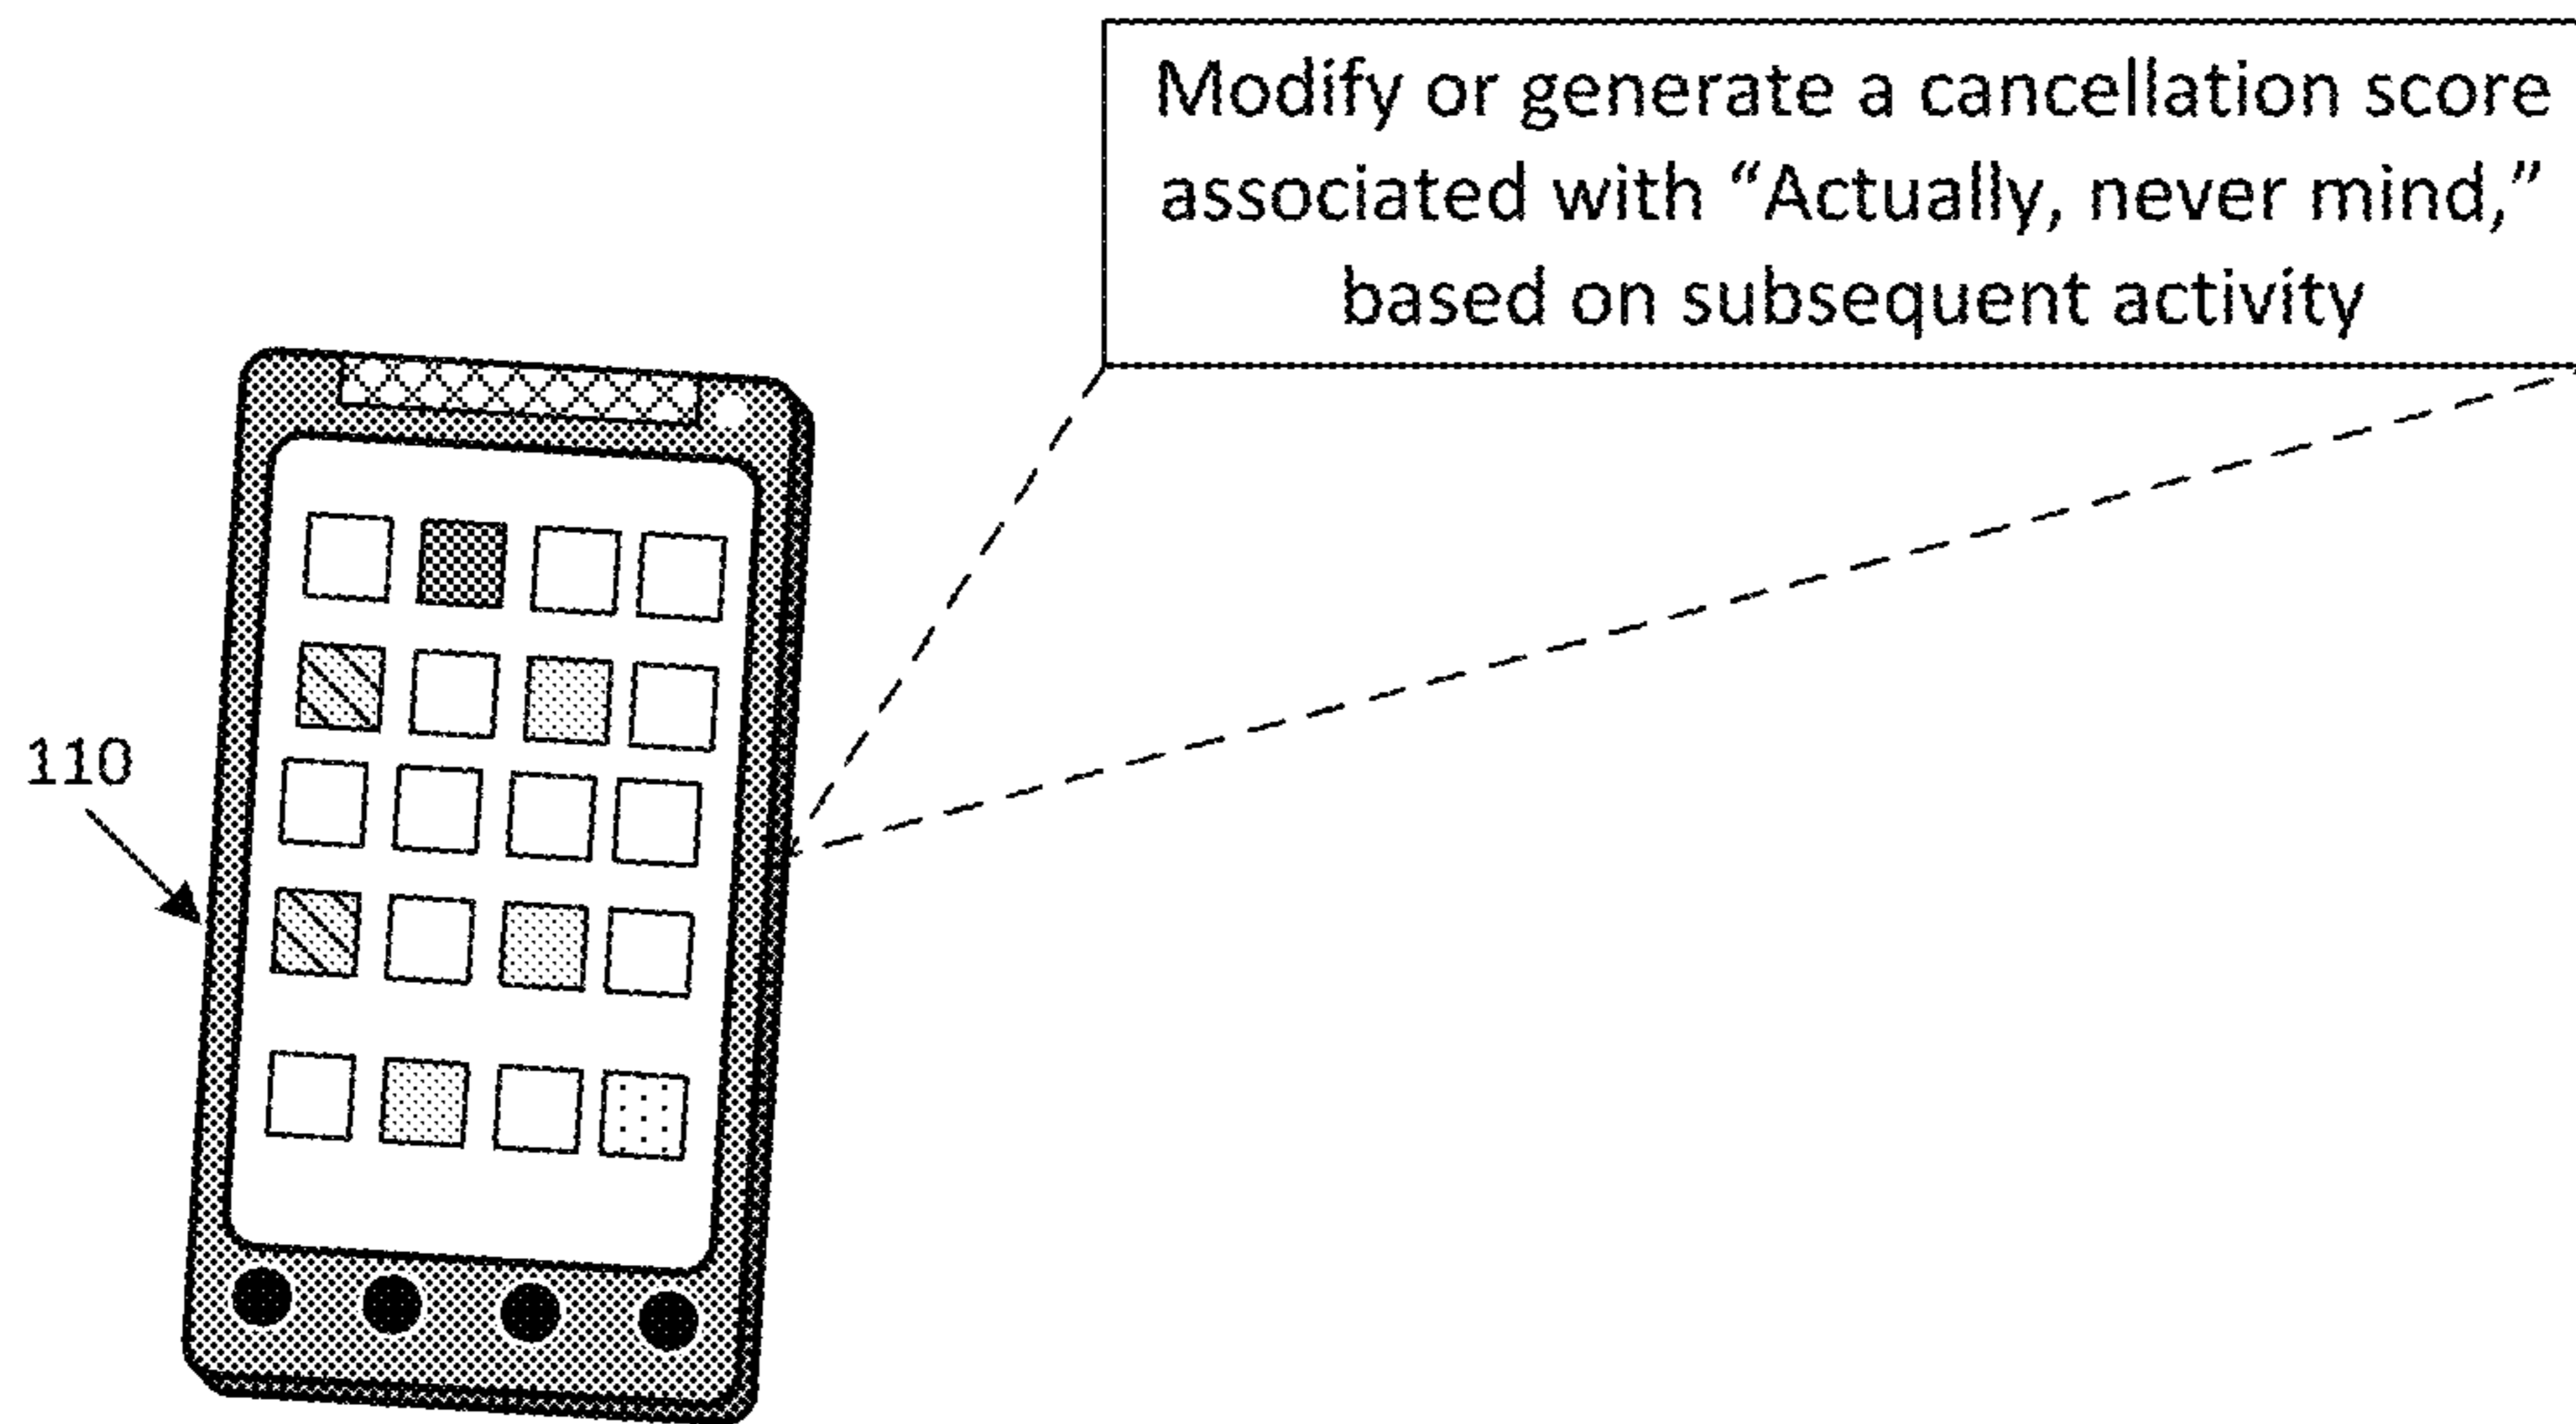 Modify or generate a cancellation score
associated with “Actually, never mind,”
based on subsequent activity
110